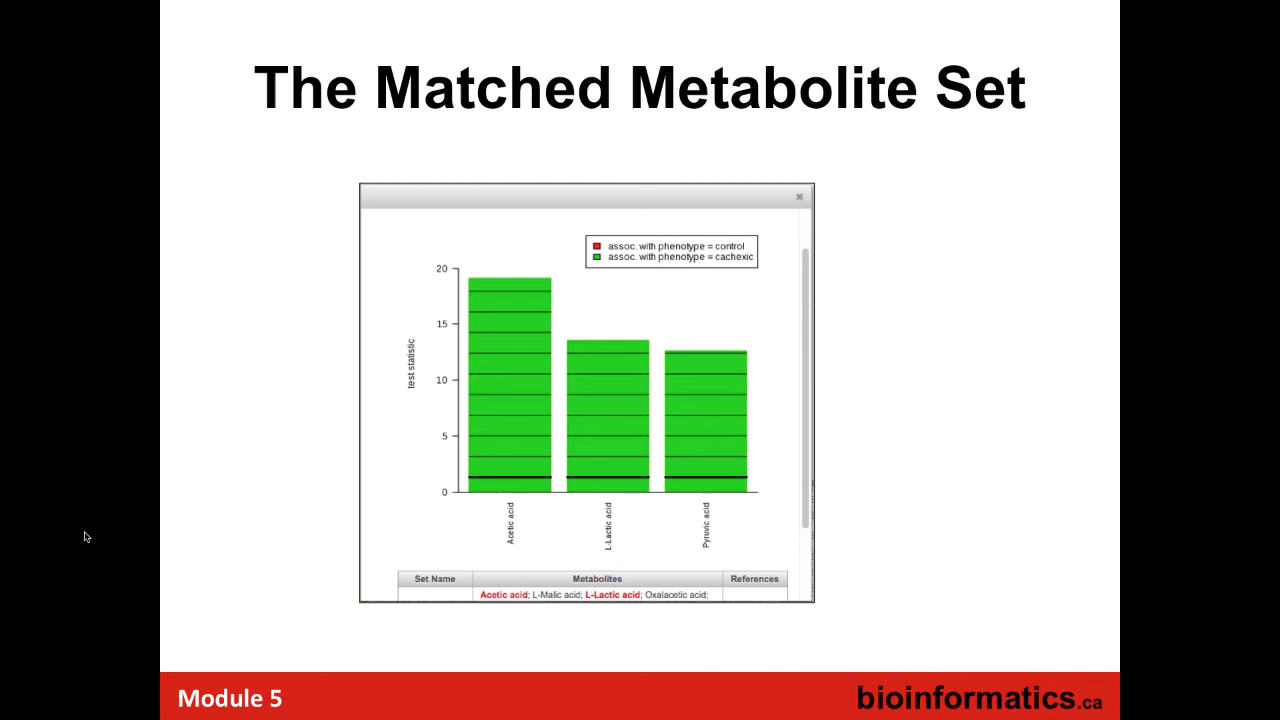 The Matched Metabolite Set
assoc. with phenotype = control
assoc. with phenotype = cachexic
20
15
10
5
0
test statistic
Acetic acid
L-Lactic acid
Pyruvic acid
Set Name Metabolites References
Acetic acid; L-Malic acid; L-Lactic acid; Oxalacetic acid;
Module 5
bioinformatics.ca